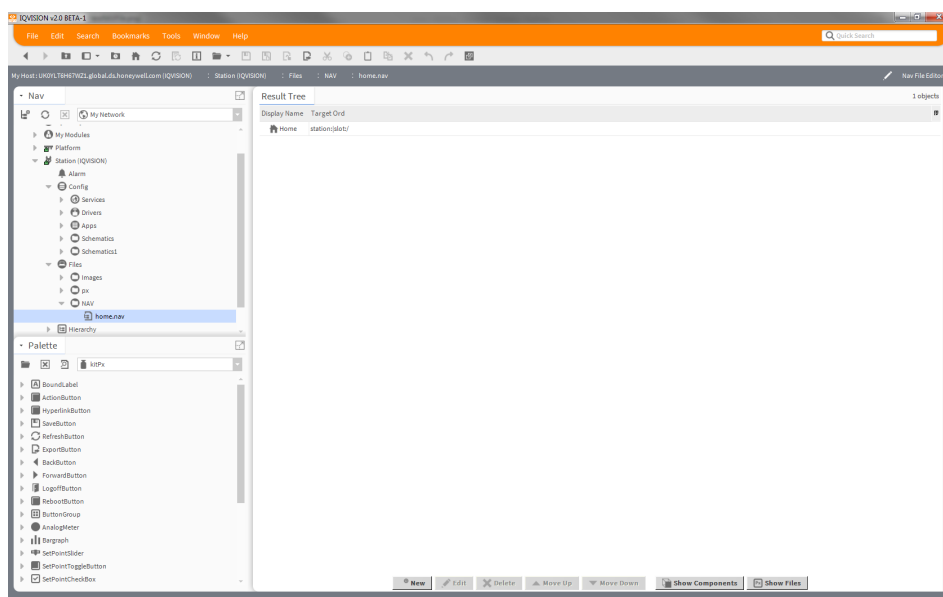 IQVISION v2.0 BETA-1
File Edit Search Bookmarks Tools Window Help
Quick Search
My Host : UK0YLT6H67WZ1.global.ds.honeywell.com (IQVISION) : Station (IQVISION) : Files : NAV : home.nav
Nav File Editor
Nav
My Network
My Modules
Platform
Station (IQVISION)
Alarm
Config
Services
Drivers
Apps
Schematics
Schematics1
Files
Images
px
NAV
home.nav
Hierarchy
Palette
kitPx
BoundLabel
ActionButton
HyperlinkButton
SaveButton
RefreshButton
ExportButton
BackButton
ForwardButton
LogoffButton
RebootButton
ButtonGroup
AnalogMeter
Bargraph
SetPointSlider
SetPointToggleButton
SetPointCheckBox
Result Tree
1 objects
Display Name Target Ord
Home station:|slot:/
New Edit Delete Move Up Move Down Show Components Show Files